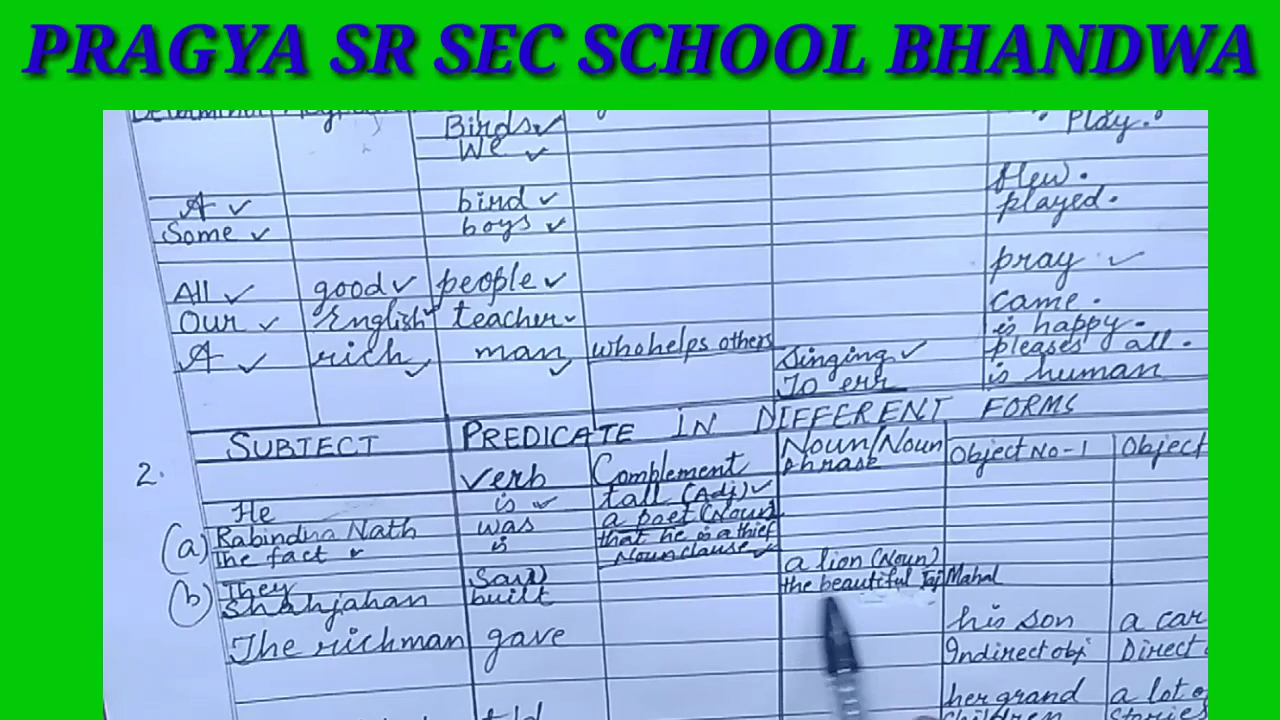 PRAGYA SR SEC SCHOOL BHANDWA
Birds ✓ Play.
We ✓
flew.
A ✓ bird ✓ played.
Some ✓ boys ✓
pray ✓
All ✓ good ✓ people ✓
came.
Our ✓ English ✓ teacher ✓ is happy.
A ✓ rich ✓ man ✓ who helps others pleases all.
Singing ✓
To err is human
SUBTECT PREDICATE IN DIFFERENT FORMS
2. Verb Complement Noun/Noun phrase Object No-1 Object
He is ✓ tall (Adj) ✓
(a) Rabindra Nath was a poet (Noun)
The fact ✓ is that he is a thief
Noun clause ✓
(b) They Saw a lion (Noun)
Shahjahan built the beautiful Taj Mahal
The richman gave his son a car
Indirect obj Direct
told her grand children a lot of stories